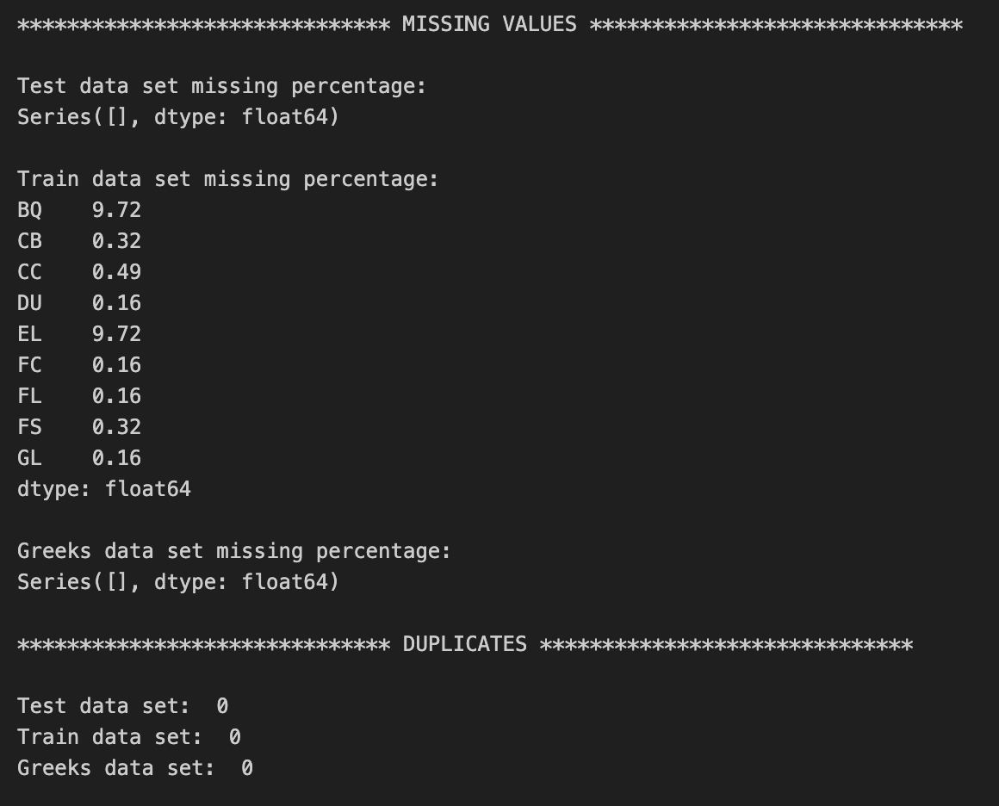 ****************************** MISSING VALUES ******************************
Test data set missing percentage:
Series([], dtype: float64)
Train data set missing percentage:
BQ    9.72
CB    0.32
CC    0.49
DU    0.16
EL    9.72
FC    0.16
FL    0.16
FS    0.32
GL    0.16
dtype: float64
Greeks data set missing percentage:
Series([], dtype: float64)
****************************** DUPLICATES ******************************
Test data set:  0
Train data set:  0
Greeks data set:  0